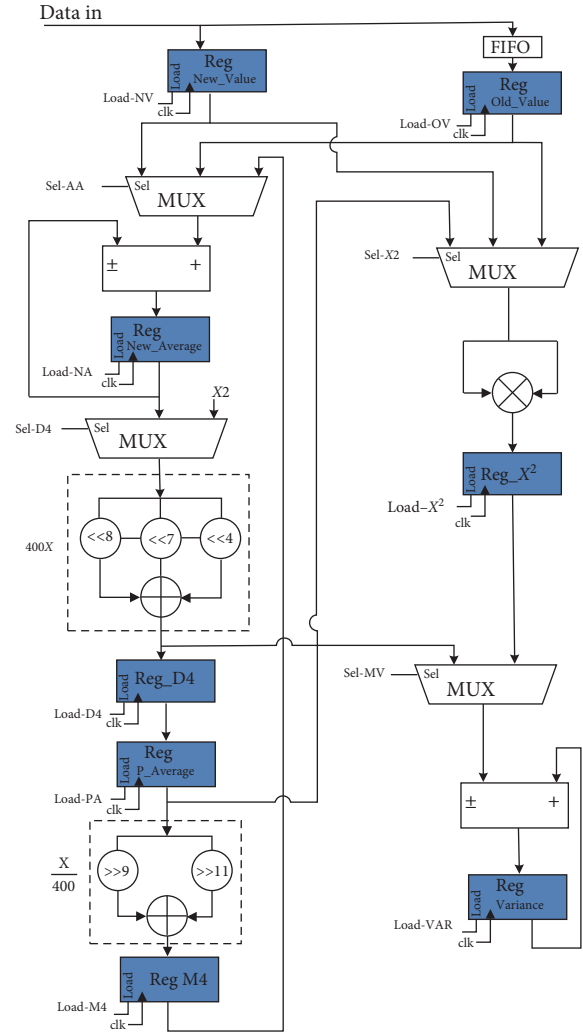 Data in
FIFO
Load
Reg
New_Value
Load-NV
clk
Load
Reg
Old_Value
Load-OV
clk
Sel-AA
Sel
MUX
Sel-X2
Sel
MUX
±
+
Load
Reg
New_Average
Load-NA
clk
X2
Sel-D4
Sel
MUX
Load
Reg_X²
Load–X²
clk
400X
<<8
<<7
<<4
Load
Reg_D4
Load-D4
clk
Sel-MV
Sel
MUX
Load
Reg
P_Average
Load-PA
clk
±
+
X
400
>>9
>>11
Load
Reg
Variance
Load-VAR
clk
Load
Reg M4
Load-M4
clk